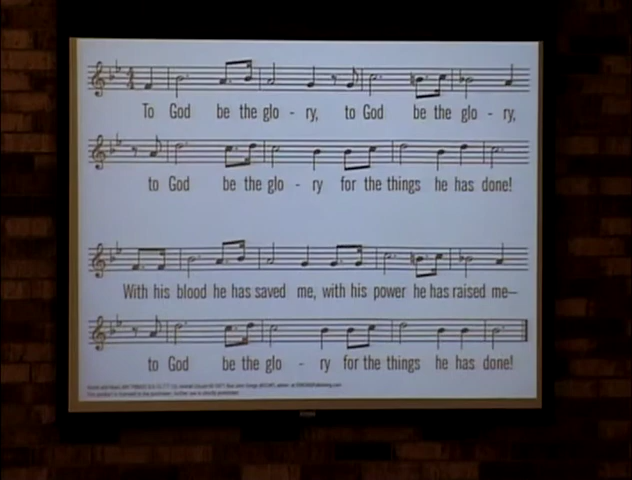 To God be the glo - ry, to God be the glo - ry,
to God be the glo - ry for the things he has done!
With his blood he has saved me, with his power he has raised me—
to God be the glo - ry for the things he has done!